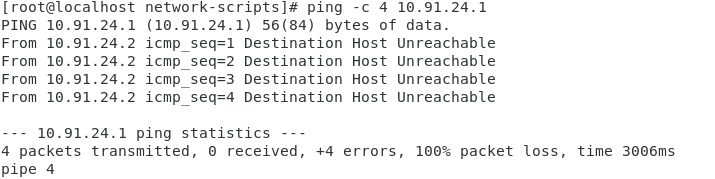 [root@localhost network-scripts]# ping -c 4 10.91.24.1
PING 10.91.24.1 (10.91.24.1) 56(84) bytes of data.
From 10.91.24.2 icmp_seq=1 Destination Host Unreachable
From 10.91.24.2 icmp_seq=2 Destination Host Unreachable
From 10.91.24.2 icmp_seq=3 Destination Host Unreachable
From 10.91.24.2 icmp_seq=4 Destination Host Unreachable

--- 10.91.24.1 ping statistics ---
4 packets transmitted, 0 received, +4 errors, 100% packet loss, time 3006ms
pipe 4